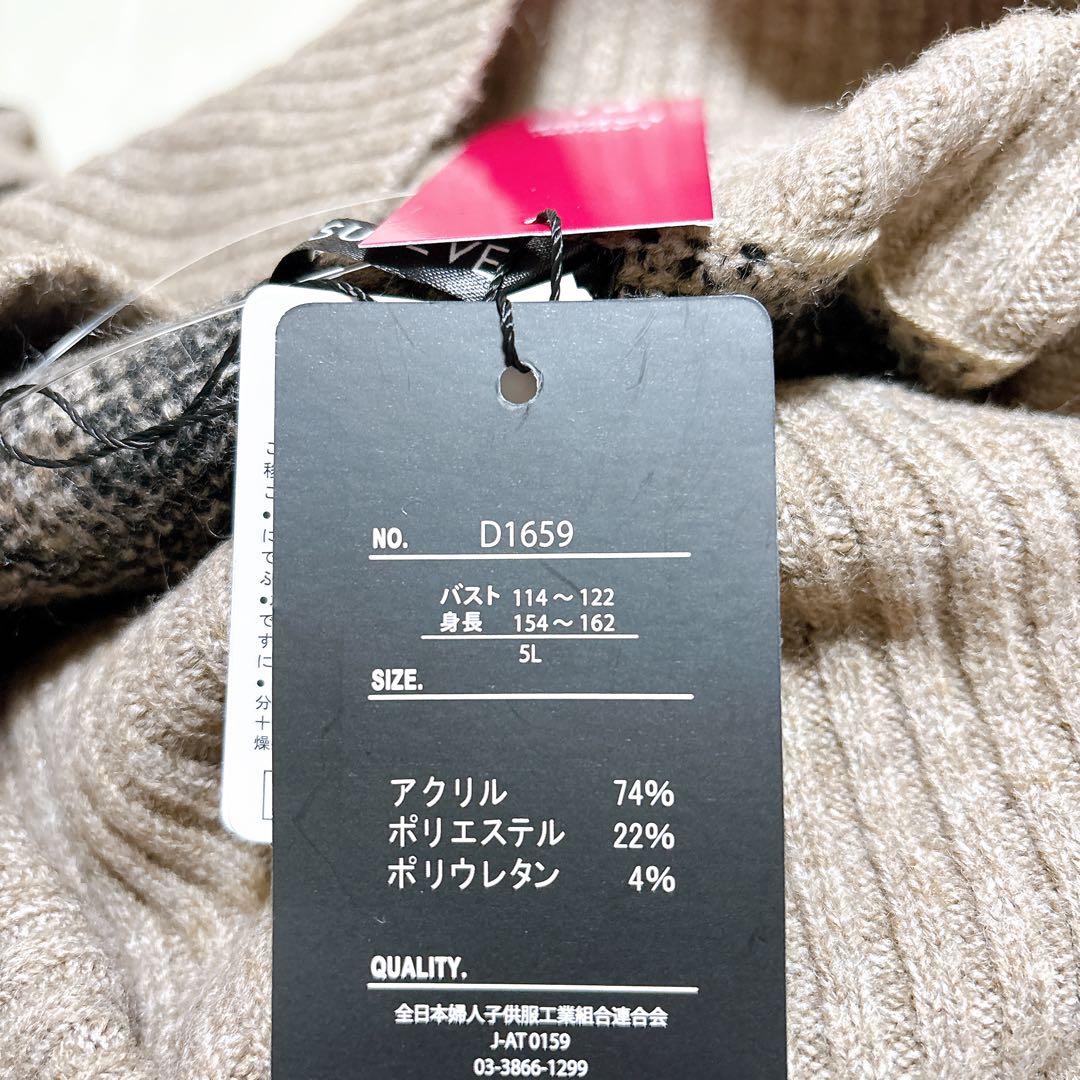 NO. D1659
バスト 114～122
身長 154～162
5L
SIZE.
アクリル 74%
ポリエステル 22%
ポリウレタン 4%
QUALITY.
全日本婦人子供服工業組合連合会
J-AT 0159
03-3866-1299